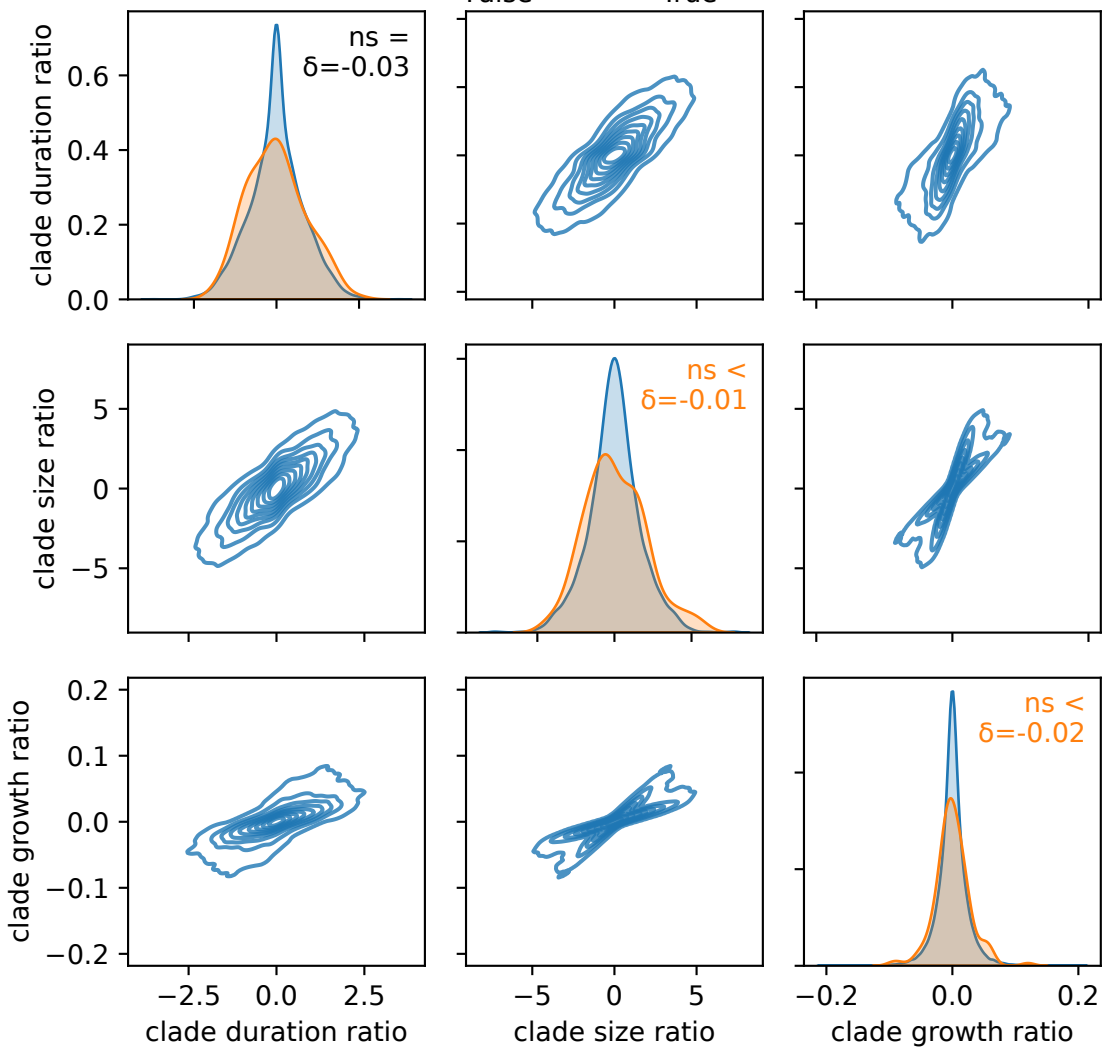 clade duration ratio
0.6
0.4
0.2
0.0
ns =
δ=-0.03
clade size ratio
5
0
−5
ns <
δ=-0.01
clade growth ratio
0.2
0.1
0.0
−0.1
−0.2
ns <
δ=-0.02
−2.5 0.0 2.5
−5 0 5
−0.2 0.0 0.2
clade duration ratio
clade size ratio
clade growth ratio